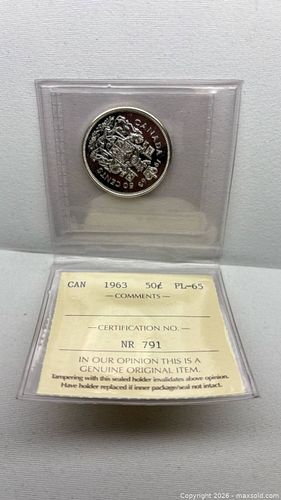 CANADA
50 CENTS
CAN 1963 50¢ PL-65
— COMMENTS —
— CERTIFICATION NO. —
NR 791
IN OUR OPINION THIS IS A
GENUINE ORIGINAL ITEM.
Tampering with this sealed holder invalidates above opinion.
Have holder replaced if inner package/seal not intact.
Copyright 2026 - maxsold.com